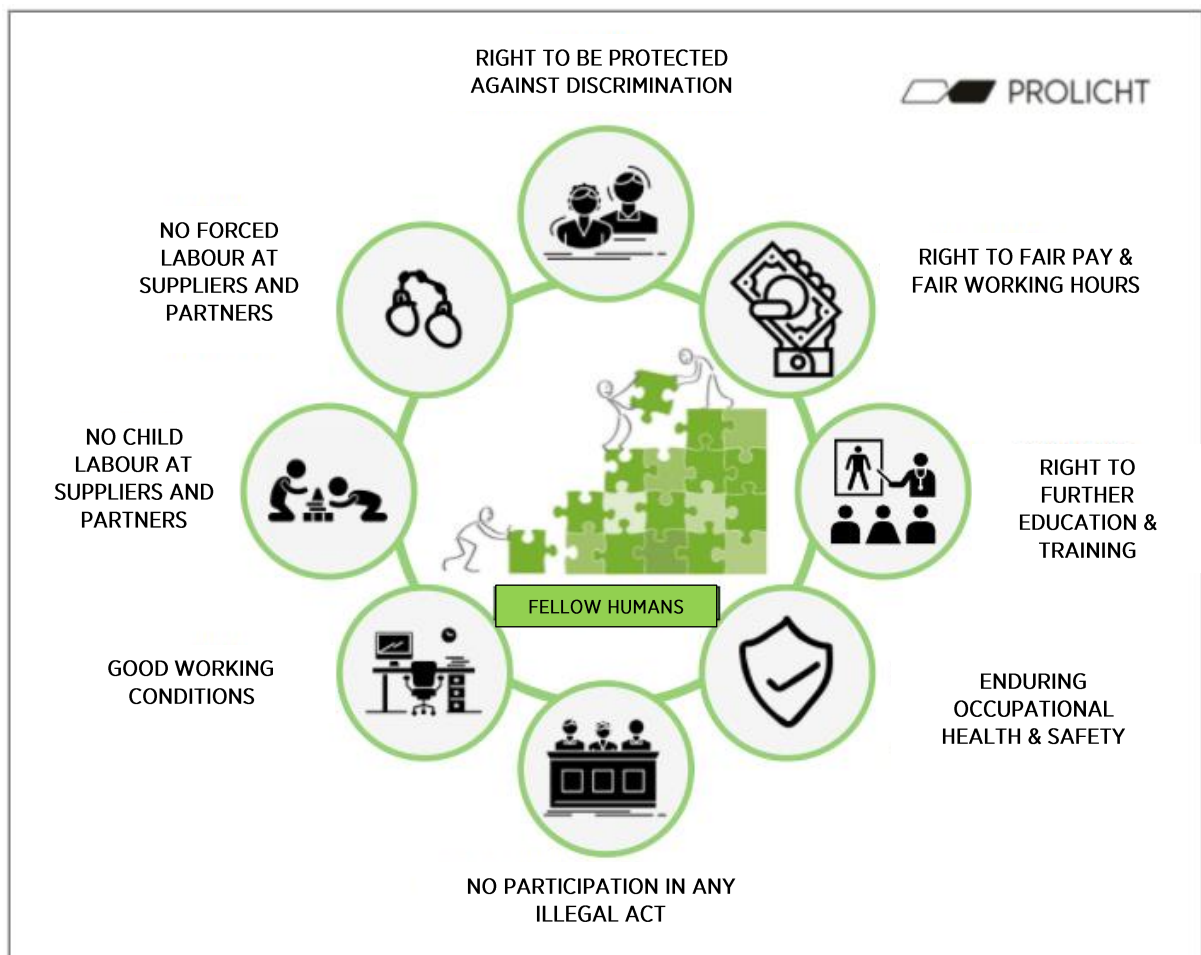 RIGHT TO BE PROTECTED
AGAINST DISCRIMINATION
PROLICHT
NO FORCED
LABOUR AT
SUPPLIERS AND
PARTNERS
RIGHT TO FAIR PAY &
FAIR WORKING HOURS
NO CHILD
LABOUR AT
SUPPLIERS AND
PARTNERS
RIGHT TO
FURTHER
EDUCATION &
TRAINING
FELLOW HUMANS
GOOD WORKING
CONDITIONS
ENDURING
OCCUPATIONAL
HEALTH & SAFETY
NO PARTICIPATION IN ANY
ILLEGAL ACT